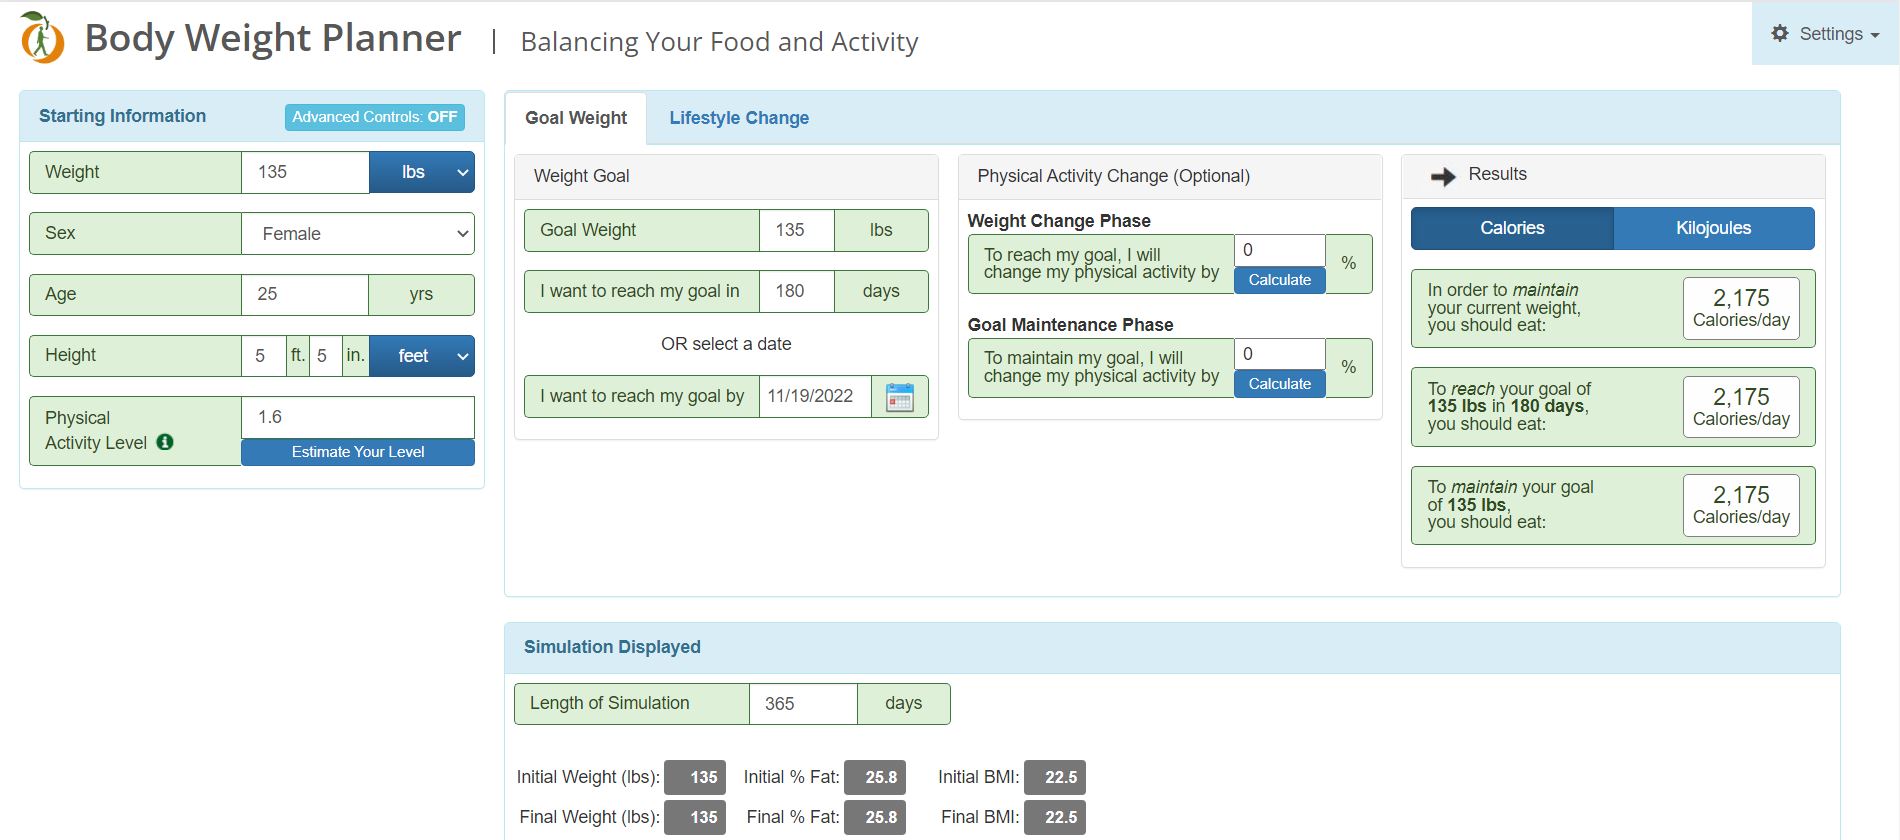 Body Weight Planner | Balancing Your Food and Activity
Settings
Starting Information
Advanced Controls: OFF
Weight 135 lbs
Sex Female
Age 25 yrs
Height 5 ft. 5 in. feet
Physical
Activity Level
1.6
Estimate Your Level
Goal Weight
Lifestyle Change
Weight Goal
Goal Weight 135 lbs
I want to reach my goal in 180 days
OR select a date
I want to reach my goal by 11/19/2022
Physical Activity Change (Optional)
Weight Change Phase
To reach my goal, I will
change my physical activity by
0
Calculate
%
Goal Maintenance Phase
To maintain my goal, I will
change my physical activity by
0
Calculate
%
Results
Calories
Kilojoules
In order to maintain
your current weight,
you should eat:
2,175
Calories/day
To reach your goal of
135 lbs in 180 days,
you should eat:
2,175
Calories/day
To maintain your goal
of 135 lbs,
you should eat:
2,175
Calories/day
Simulation Displayed
Length of Simulation 365 days
Initial Weight (lbs): 135 Initial % Fat: 25.8 Initial BMI: 22.5
Final Weight (lbs): 135 Final % Fat: 25.8 Final BMI: 22.5